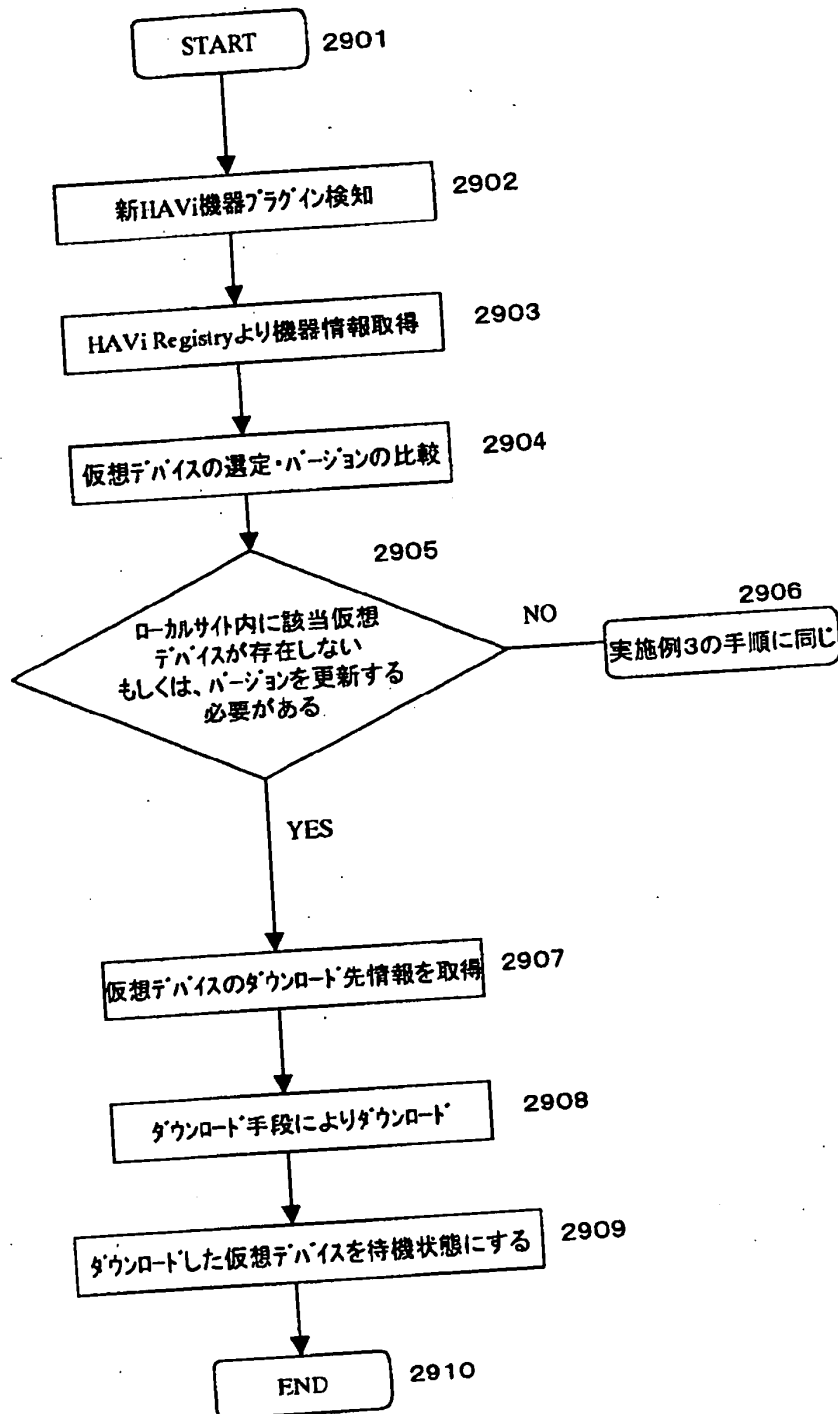 START
2901
新HAVi機器プラグイン検知
2902
HAVi Registryより機器情報取得
2903
仮想デバイスの選定・バージョンの比較
2904
2905
ローカルサイト内に該当仮想
デバイスが存在しない
もしくは、バージョンを更新する
必要がある
NO
2906
実施例3の手順に同じ
YES
仮想デバイスのダウンロード先情報を取得
2907
ダウンロード手段によりダウンロード
2908
ダウンロードした仮想デバイスを待機状態にする
2909
END
2910